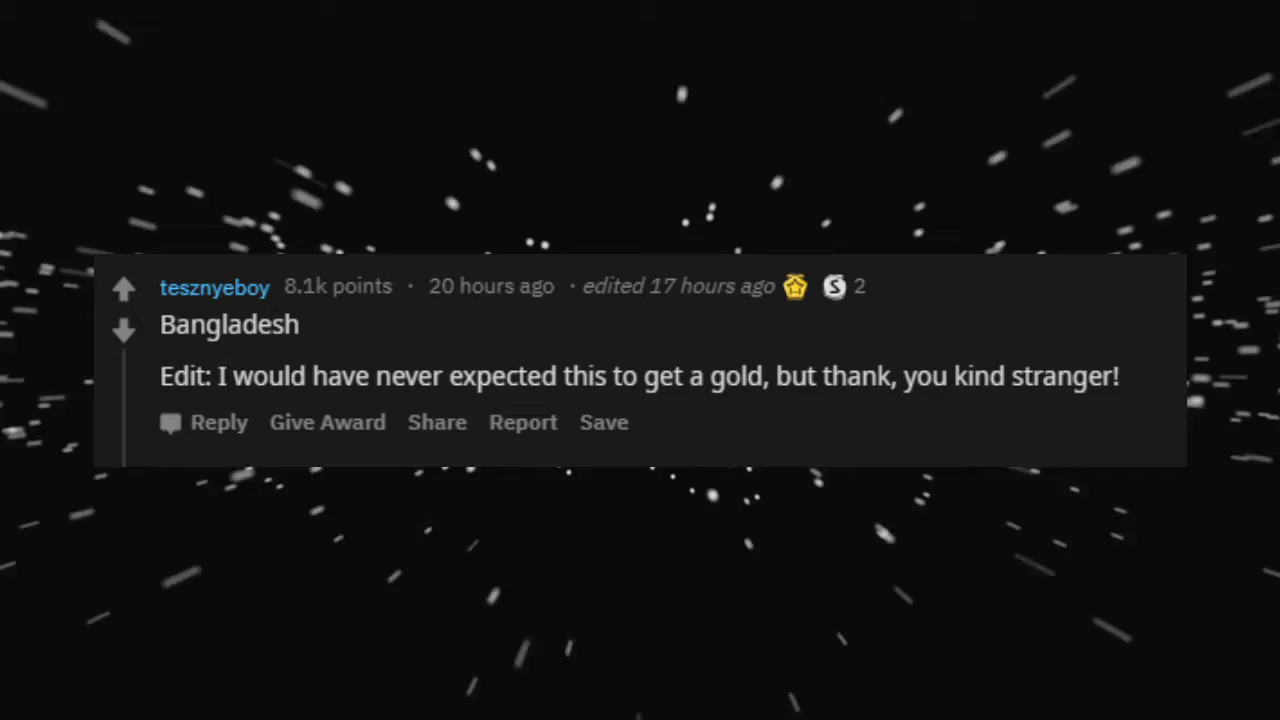 tesznyeboy 8.1k points · 20 hours ago · edited 17 hours ago S 2
Bangladesh
Edit: I would have never expected this to get a gold, but thank, you kind stranger!
Reply Give Award Share Report Save